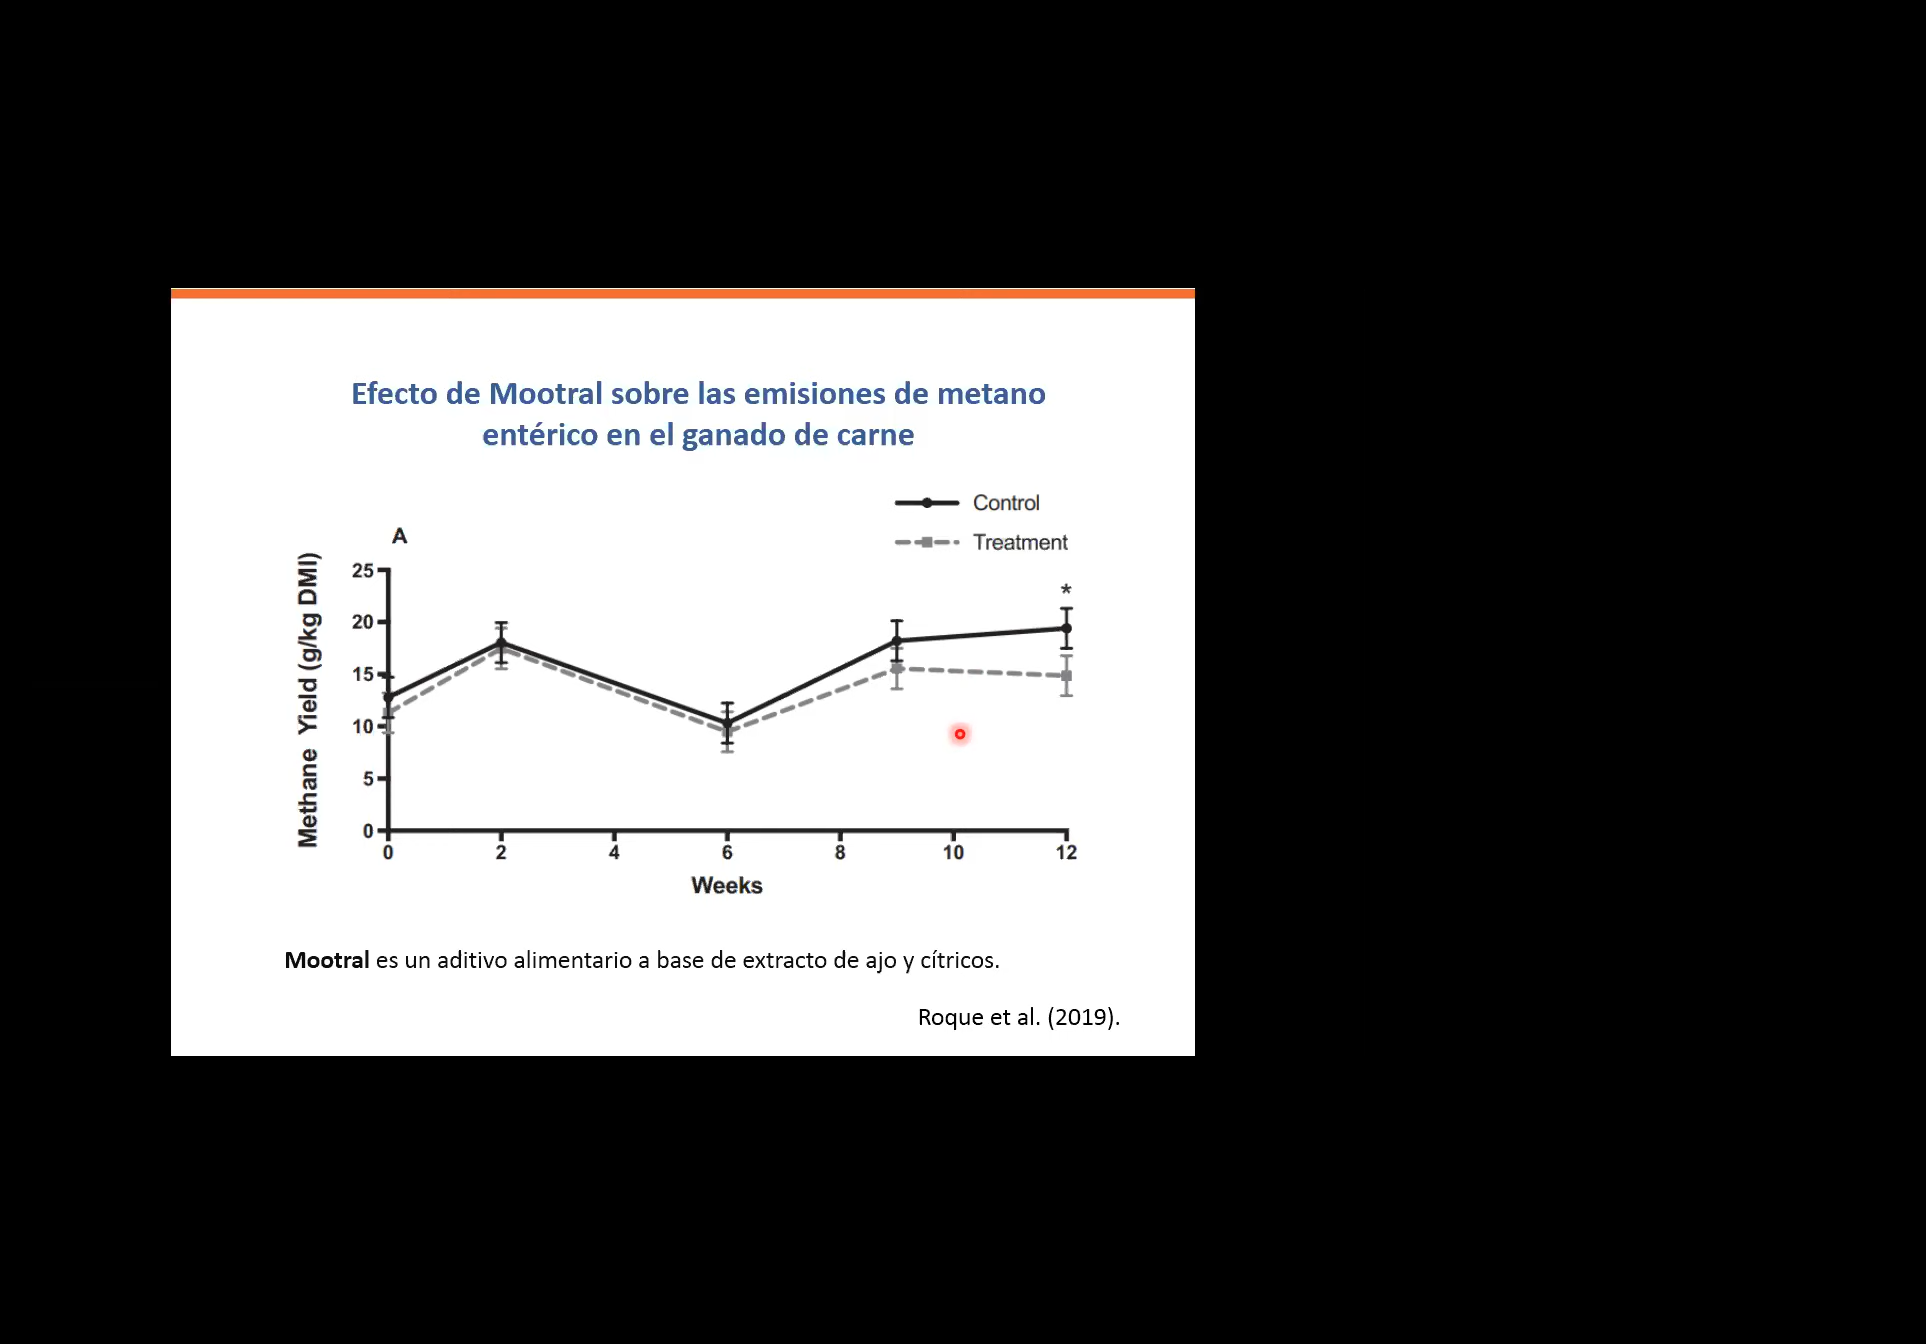 Efecto de Mootral sobre las emisiones de metano
entérico en el ganado de carne
Control
Treatment
A
Methane Yield (g/kg DMI)
25
20
15
10
5
0
*
0 2 4 6 8 10 12
Weeks
Mootral es un aditivo alimentario a base de extracto de ajo y cítricos.
Roque et al. (2019).